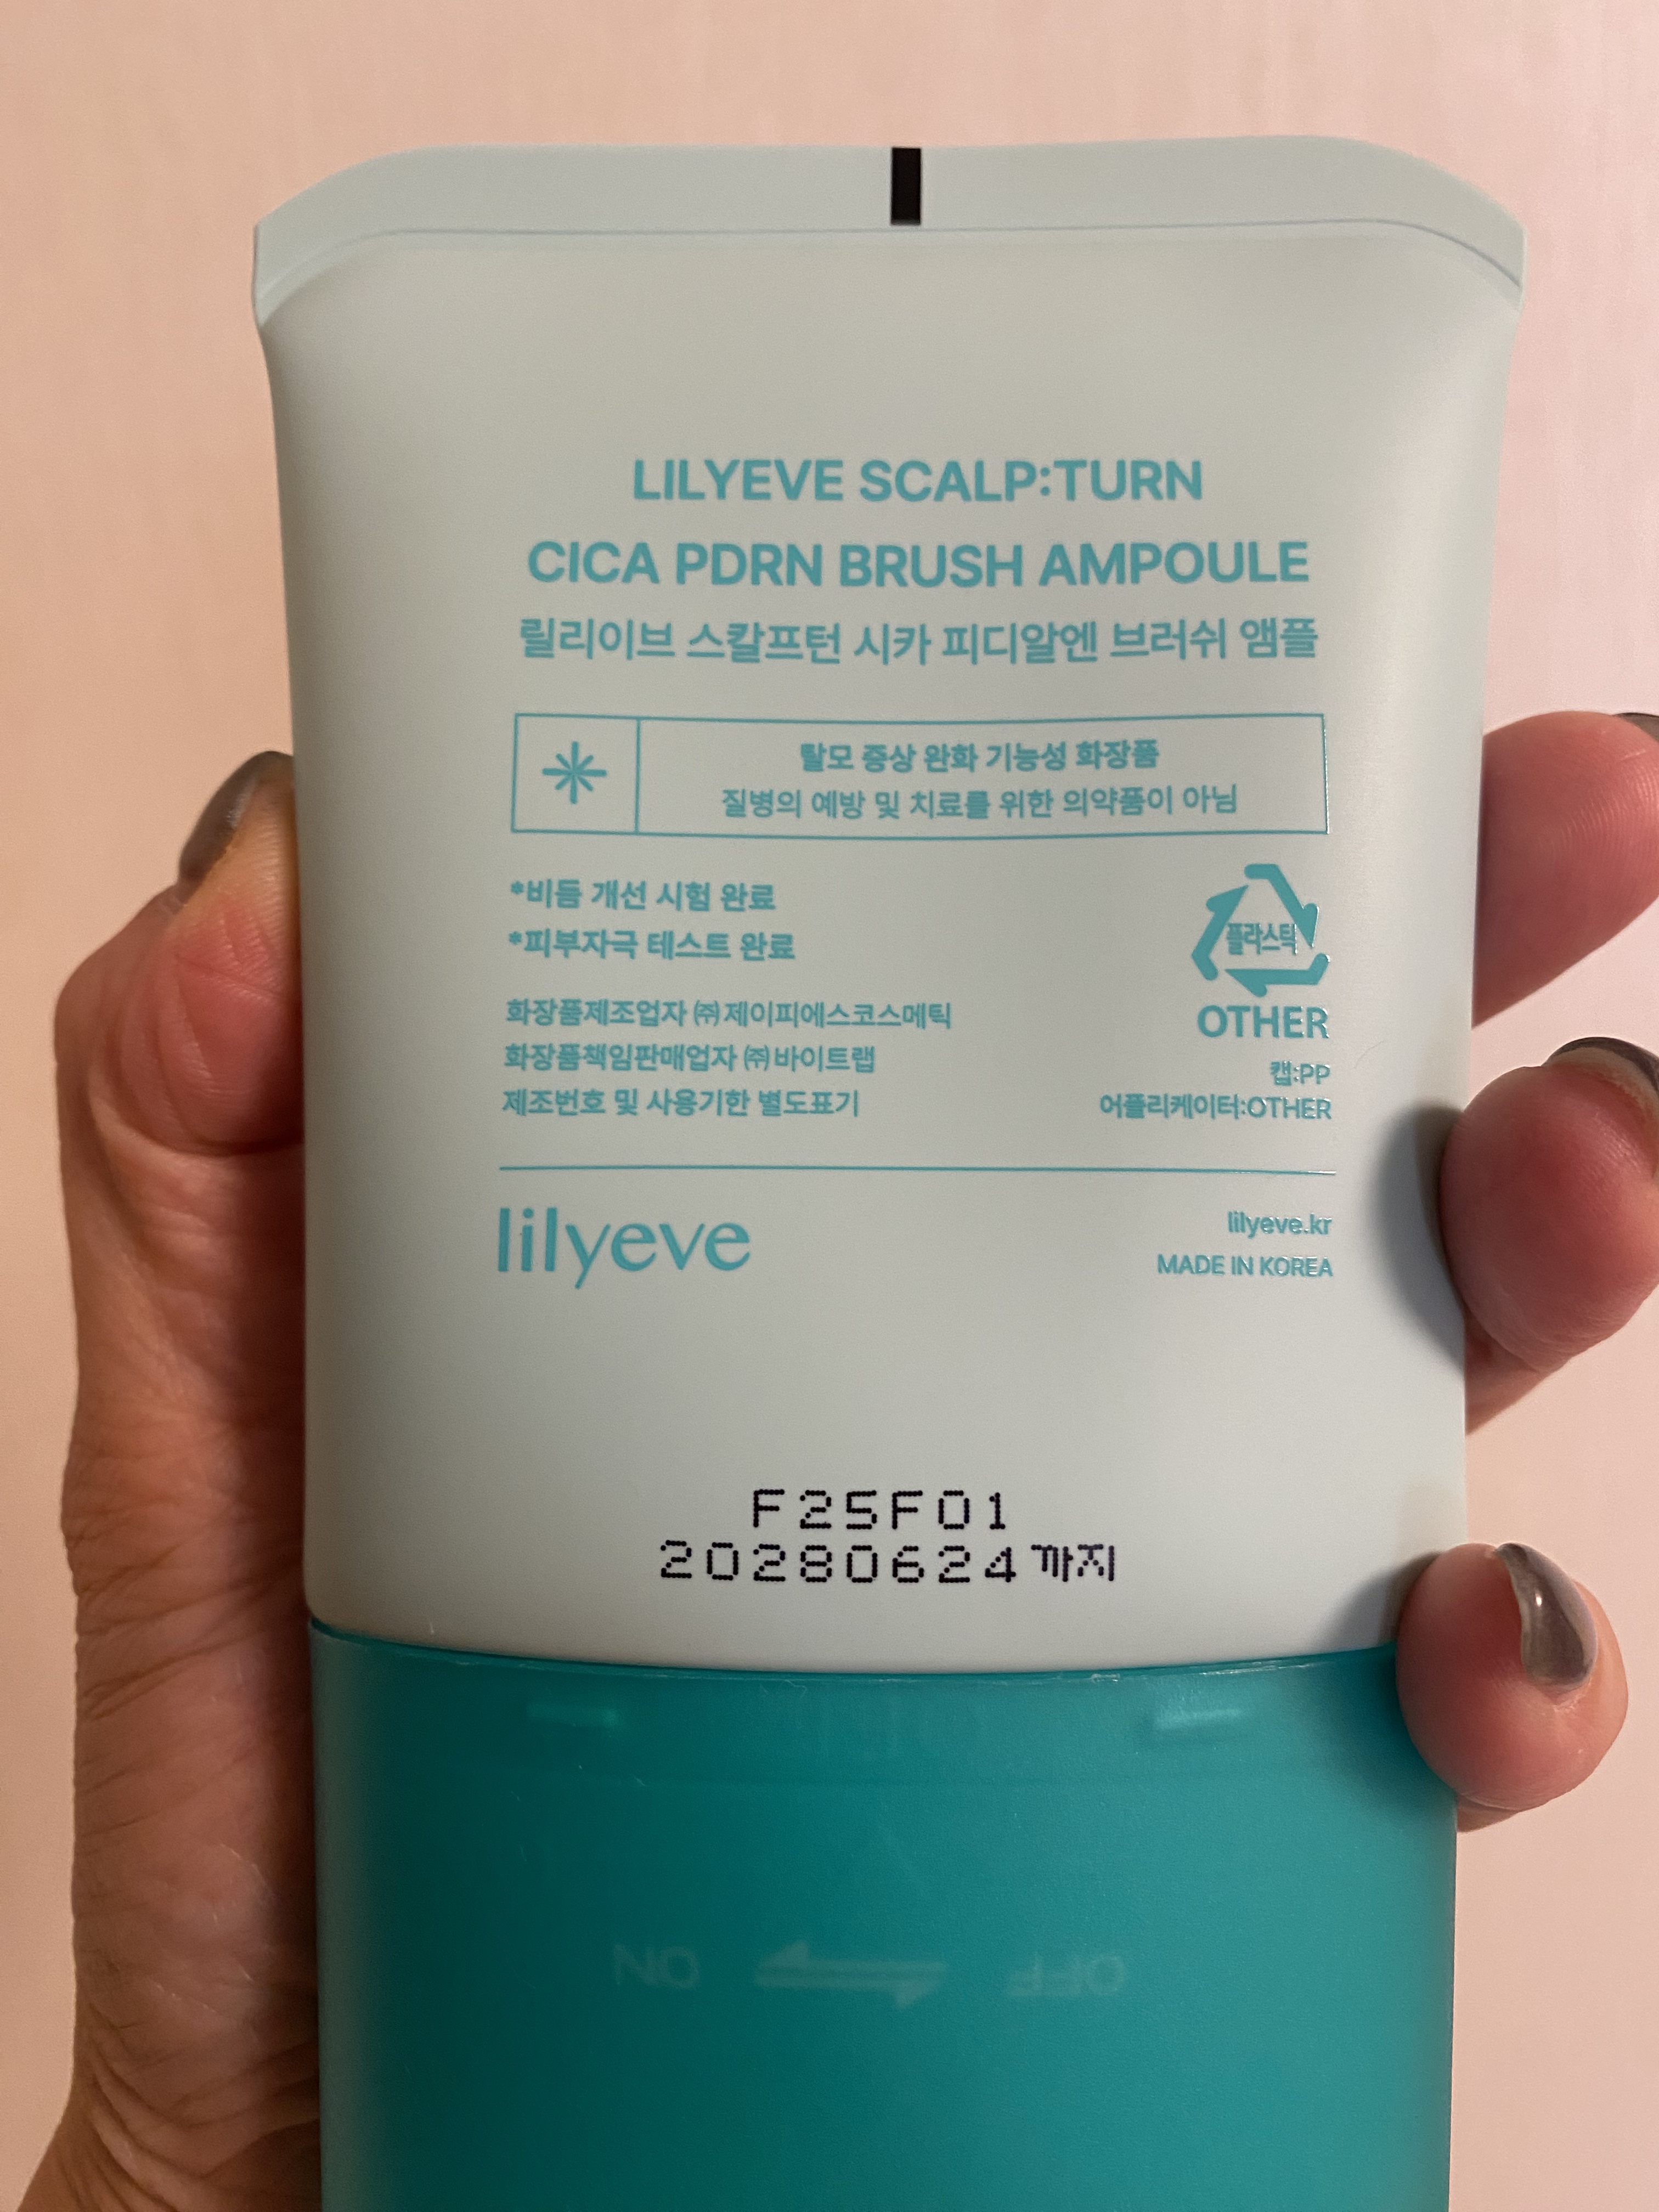 LILYEVE SCALP:TURN
CICA PDRN BRUSH AMPOULE
릴리이브 스칼프턴 시카 피디알엔 브러쉬 앰플
탈모 증상 완화 기능성 화장품
질병의 예방 및 치료를 위한 의약품이 아님
*비듬 개선 시험 완료
*피부자극 테스트 완료
플라스틱
OTHER
화장품제조업자 ㈜제이피에스코스메틱
화장품책임판매업자 ㈜바이트랩
제조번호 및 사용기한 별도표기
캡:PP
어플리케이터:OTHER
lilyeve
lilyeve.kr
MADE IN KOREA
F25F01
20280624까지
OFF ON